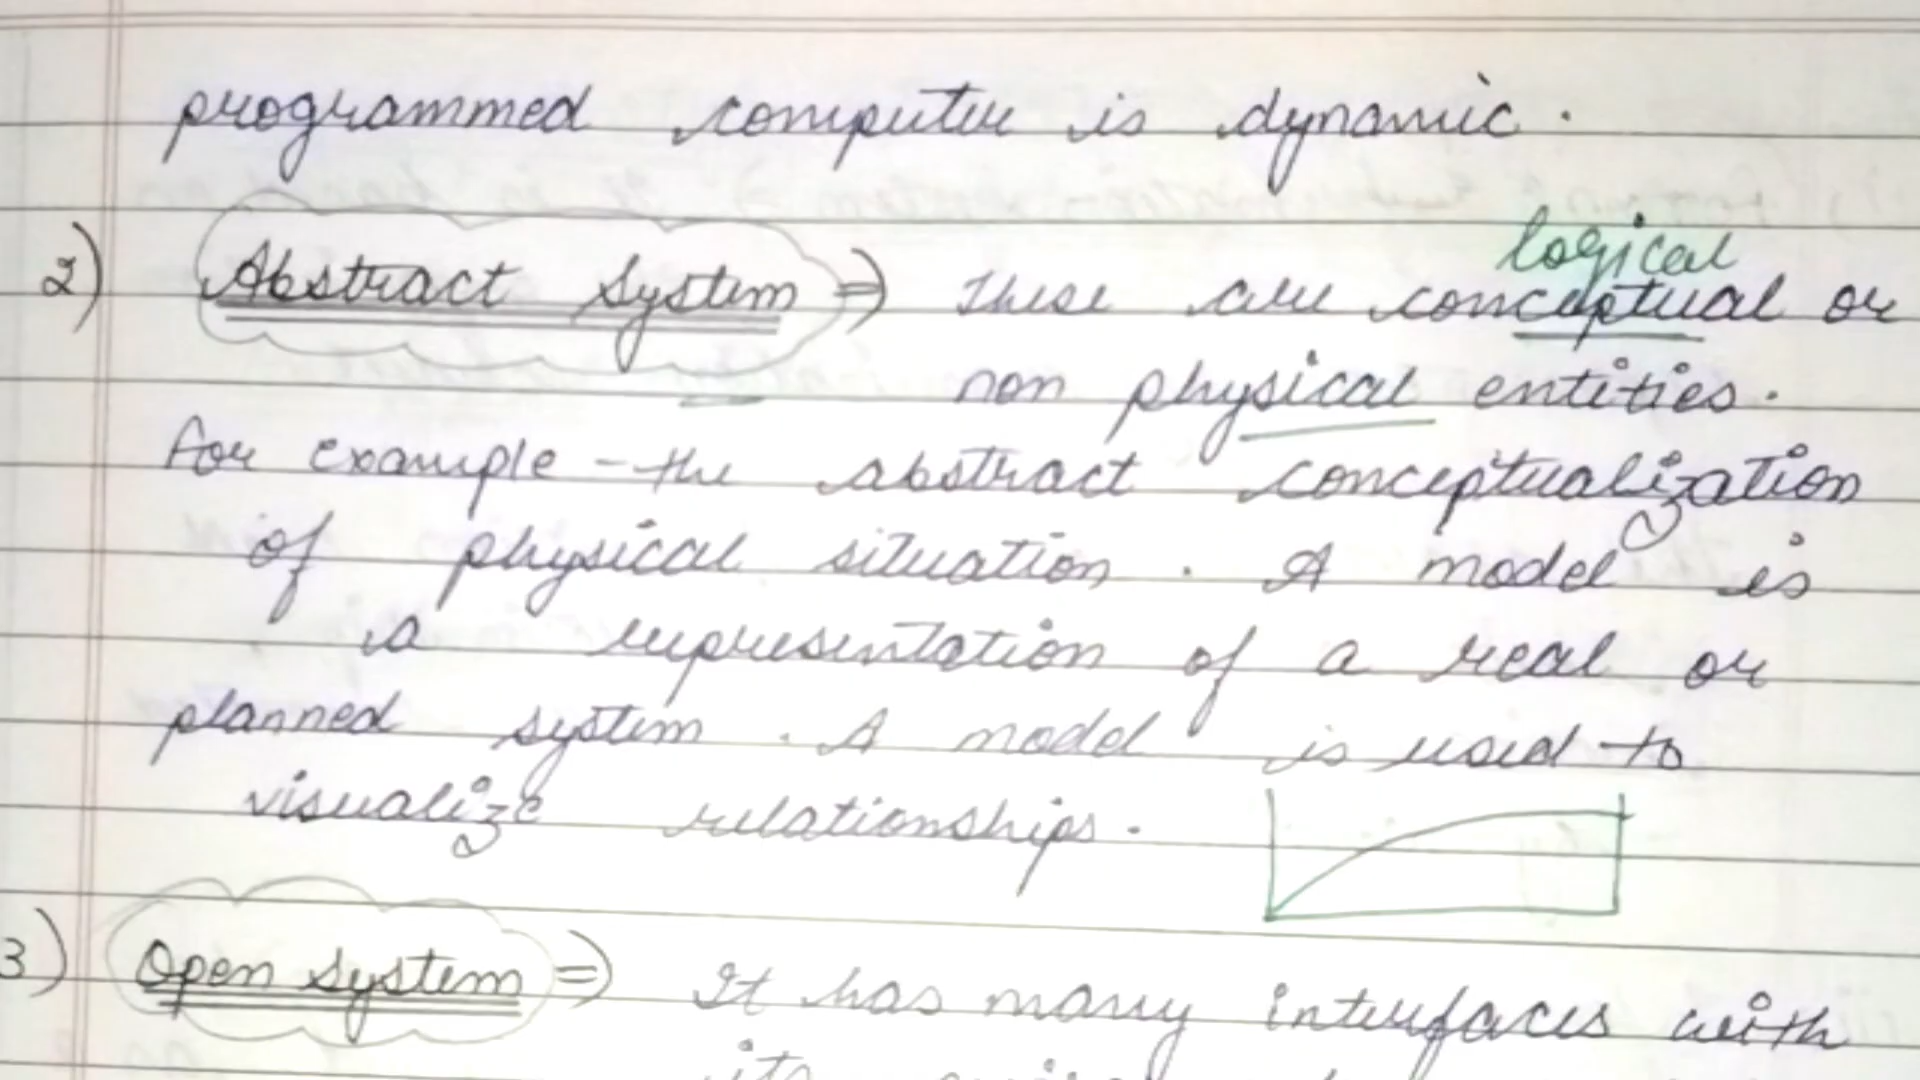 programmed computer is dynamic.
logical
2) Abstract System => These are conceptual or
non physical entities.
For example - the abstract conceptualization
of physical situation. A model is
a representation of a real or
planned system. A model is used to
visualize relationships.
3) Open System => It has many interfaces with
its